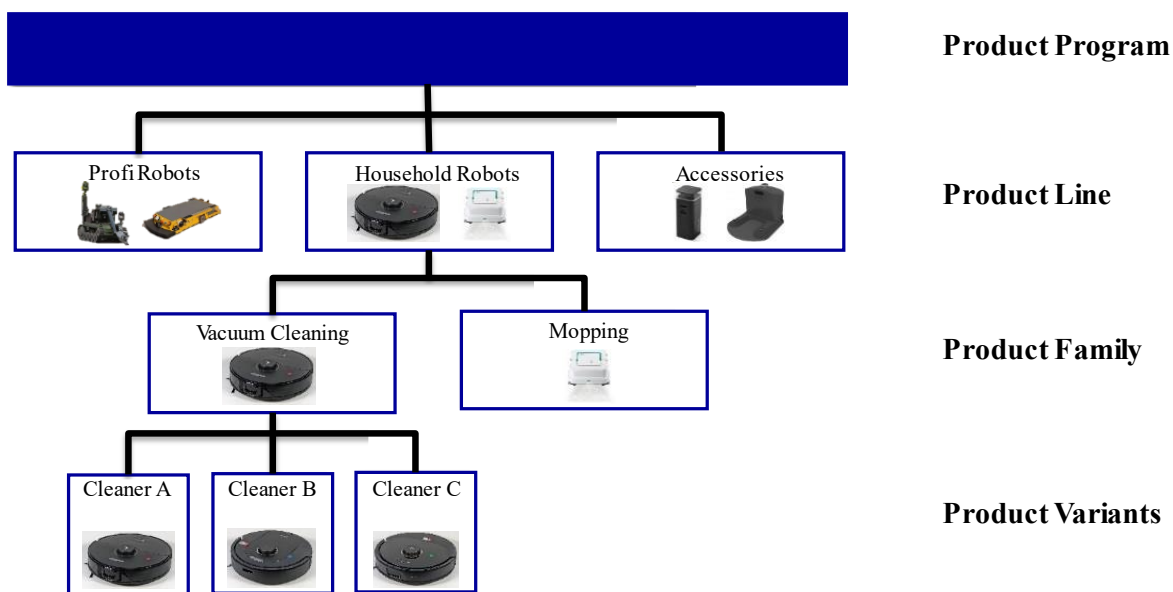 Product Program
Profi Robots
Household Robots
Accessories
Product Line
Vacuum Cleaning
Mopping
Product Family
Cleaner A
Cleaner B
Cleaner C
Product Variants